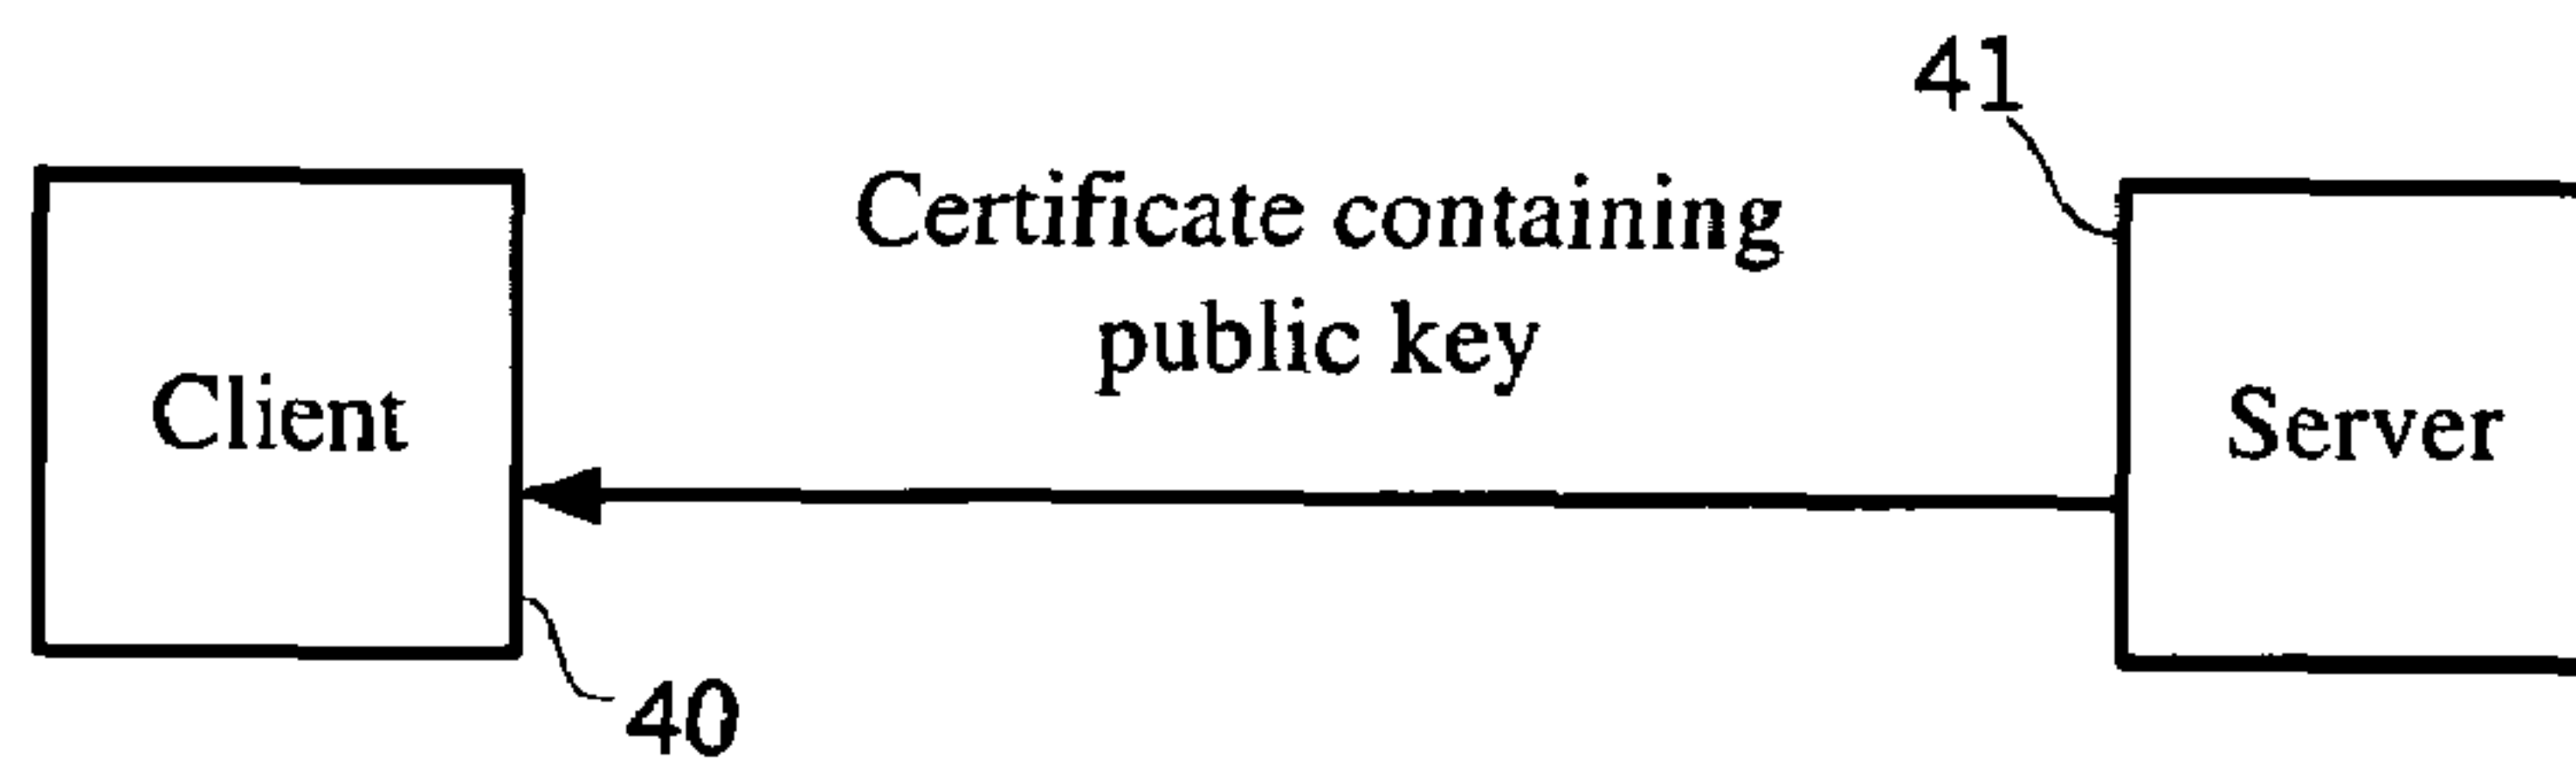 41
Certificate containing
public key
Client
Server
40